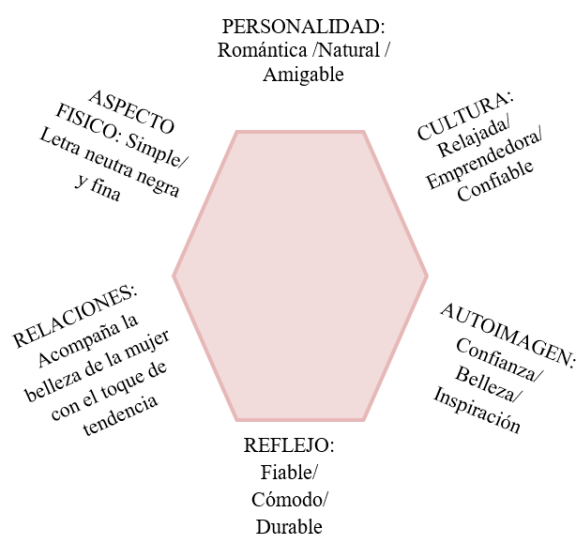 PERSONALIDAD:
Romántica /Natural /
Amigable
ASPECTO
FISICO: Simple/
Letra neutra negra
y fina
CULTURA:
Relajada/
Emprendedora/
Confiable
RELACIONES:
Acompaña la
belleza de la mujer
con el toque de
tendencia
AUTOIMAGEN:
Confianza/
Belleza/
Inspiración
REFLEJO:
Fiable/
Cómodo/
Durable